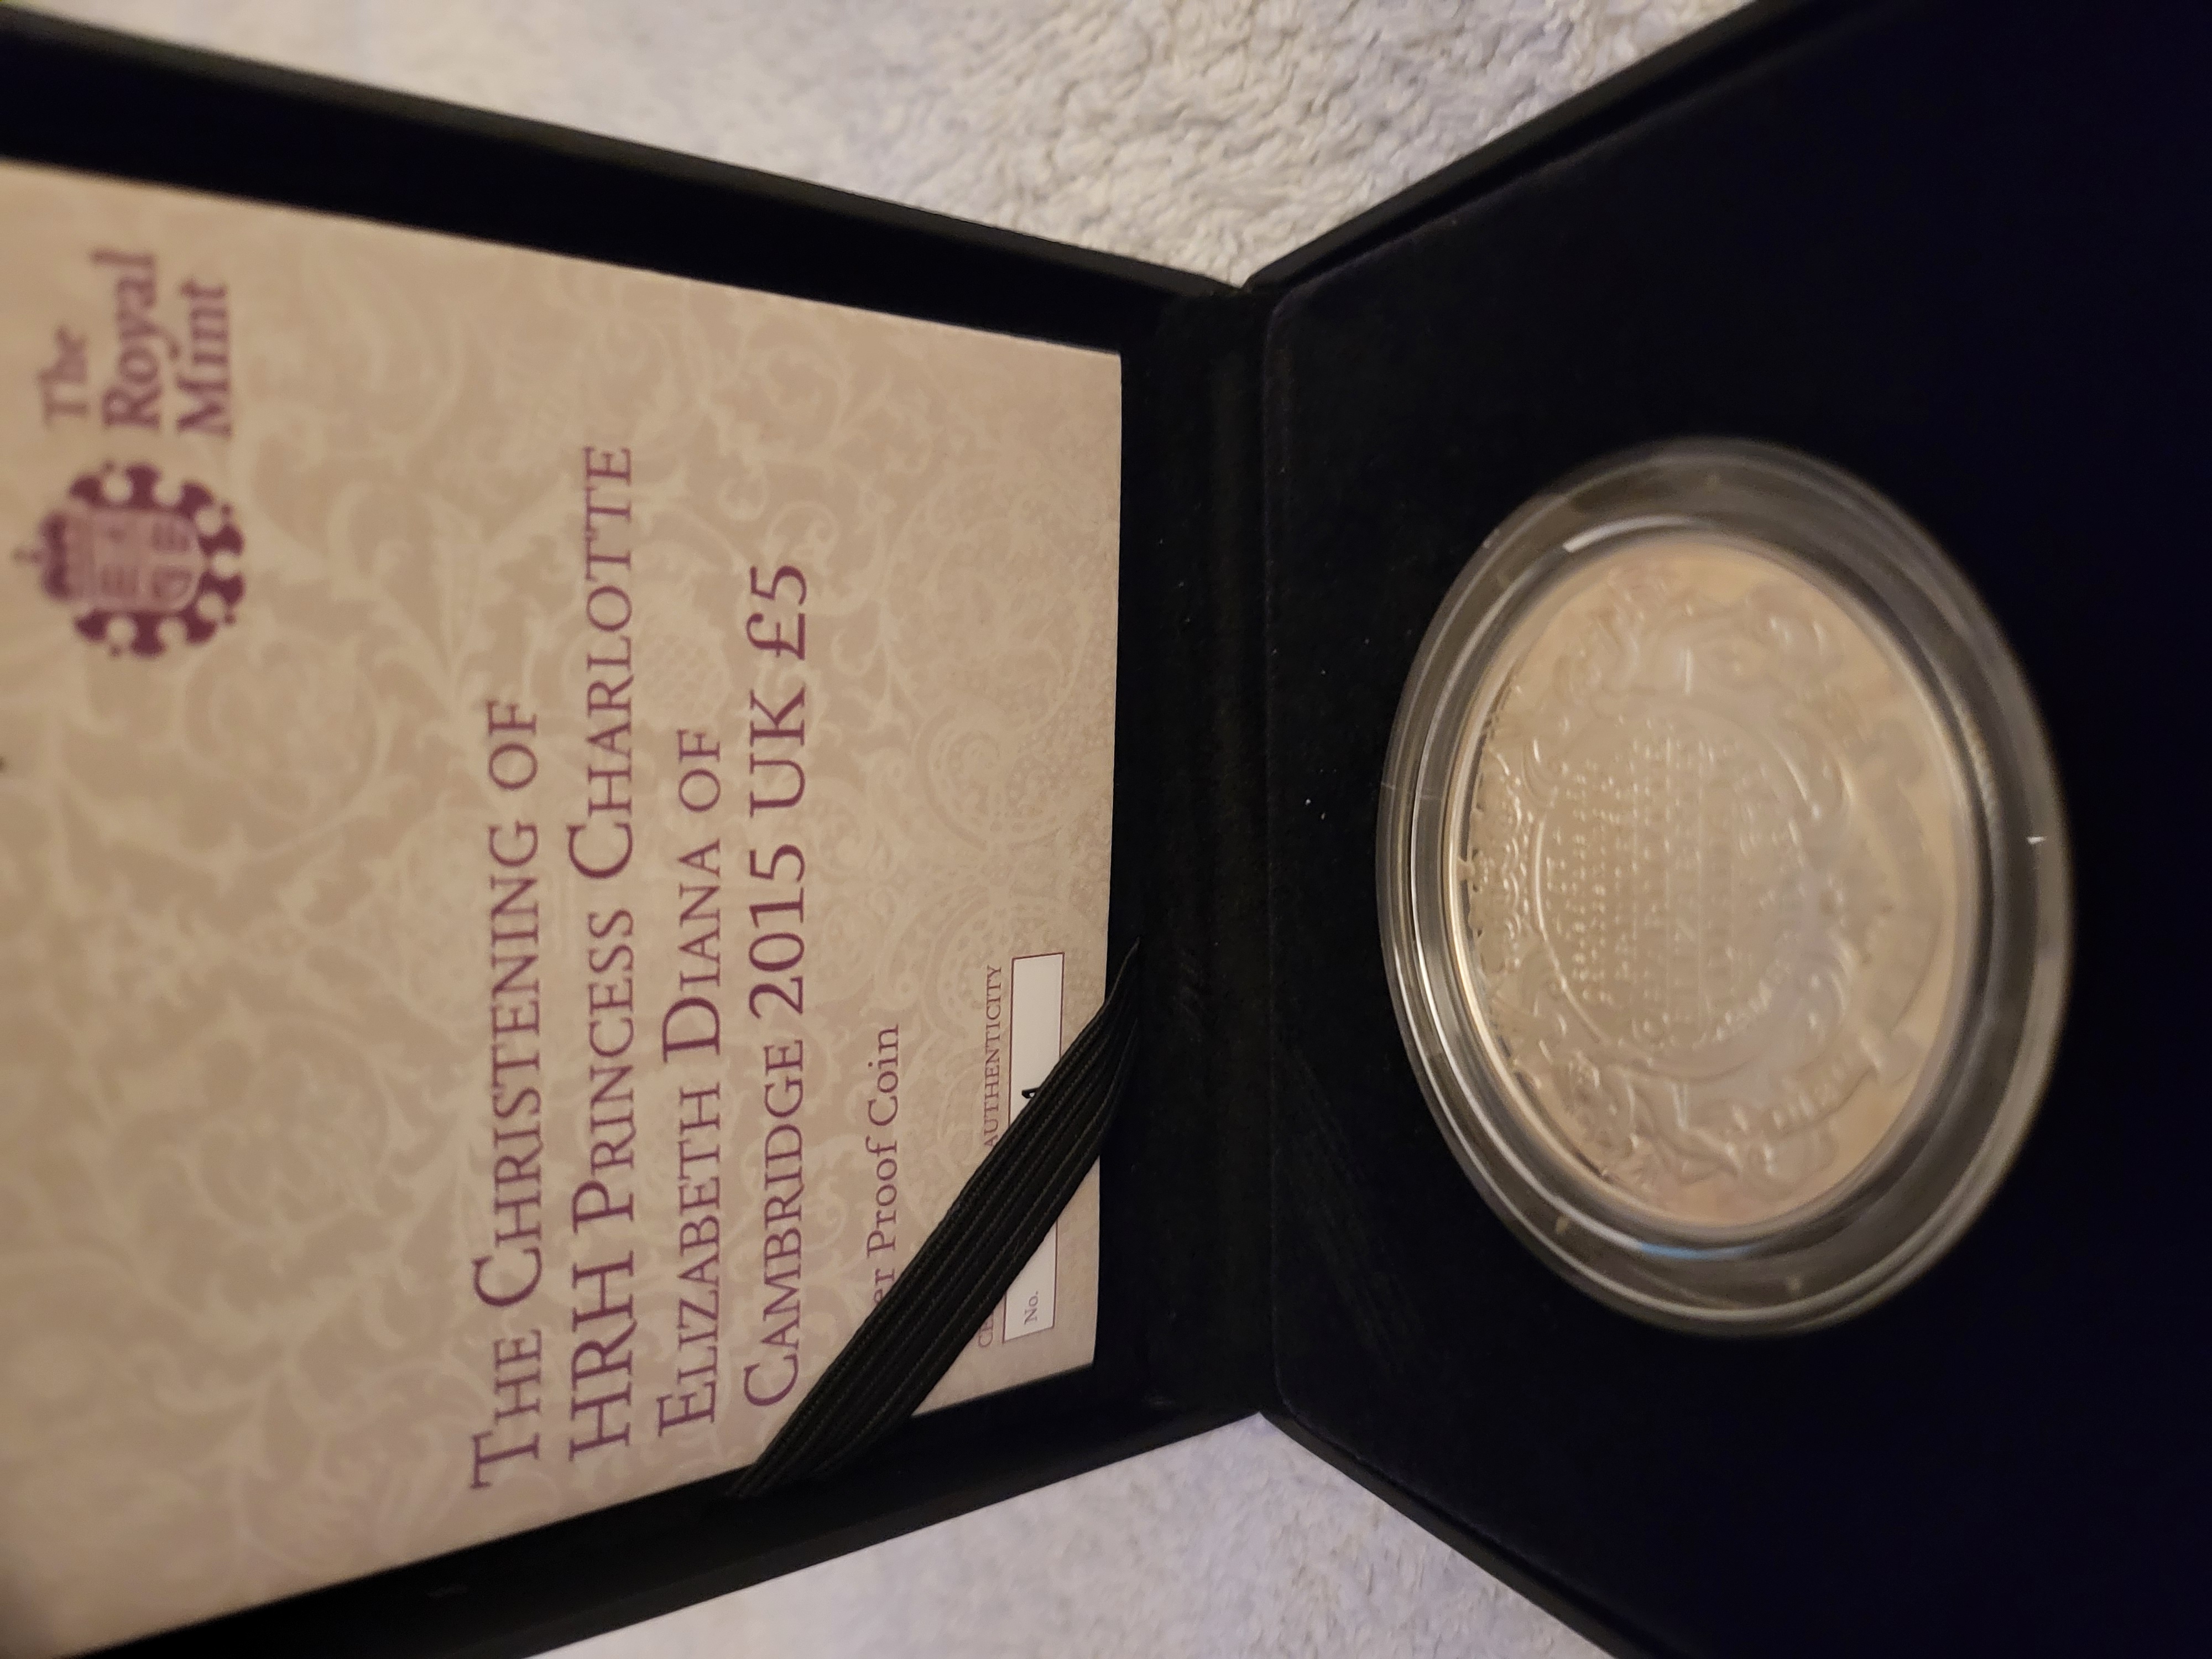 The
Royal
Mint
THE CHRISTENING OF
HRH PRINCESS CHARLOTTE
ELIZABETH DIANA OF
CAMBRIDGE 2015 UK £5
er Proof Coin
AUTHENTICITY
No.